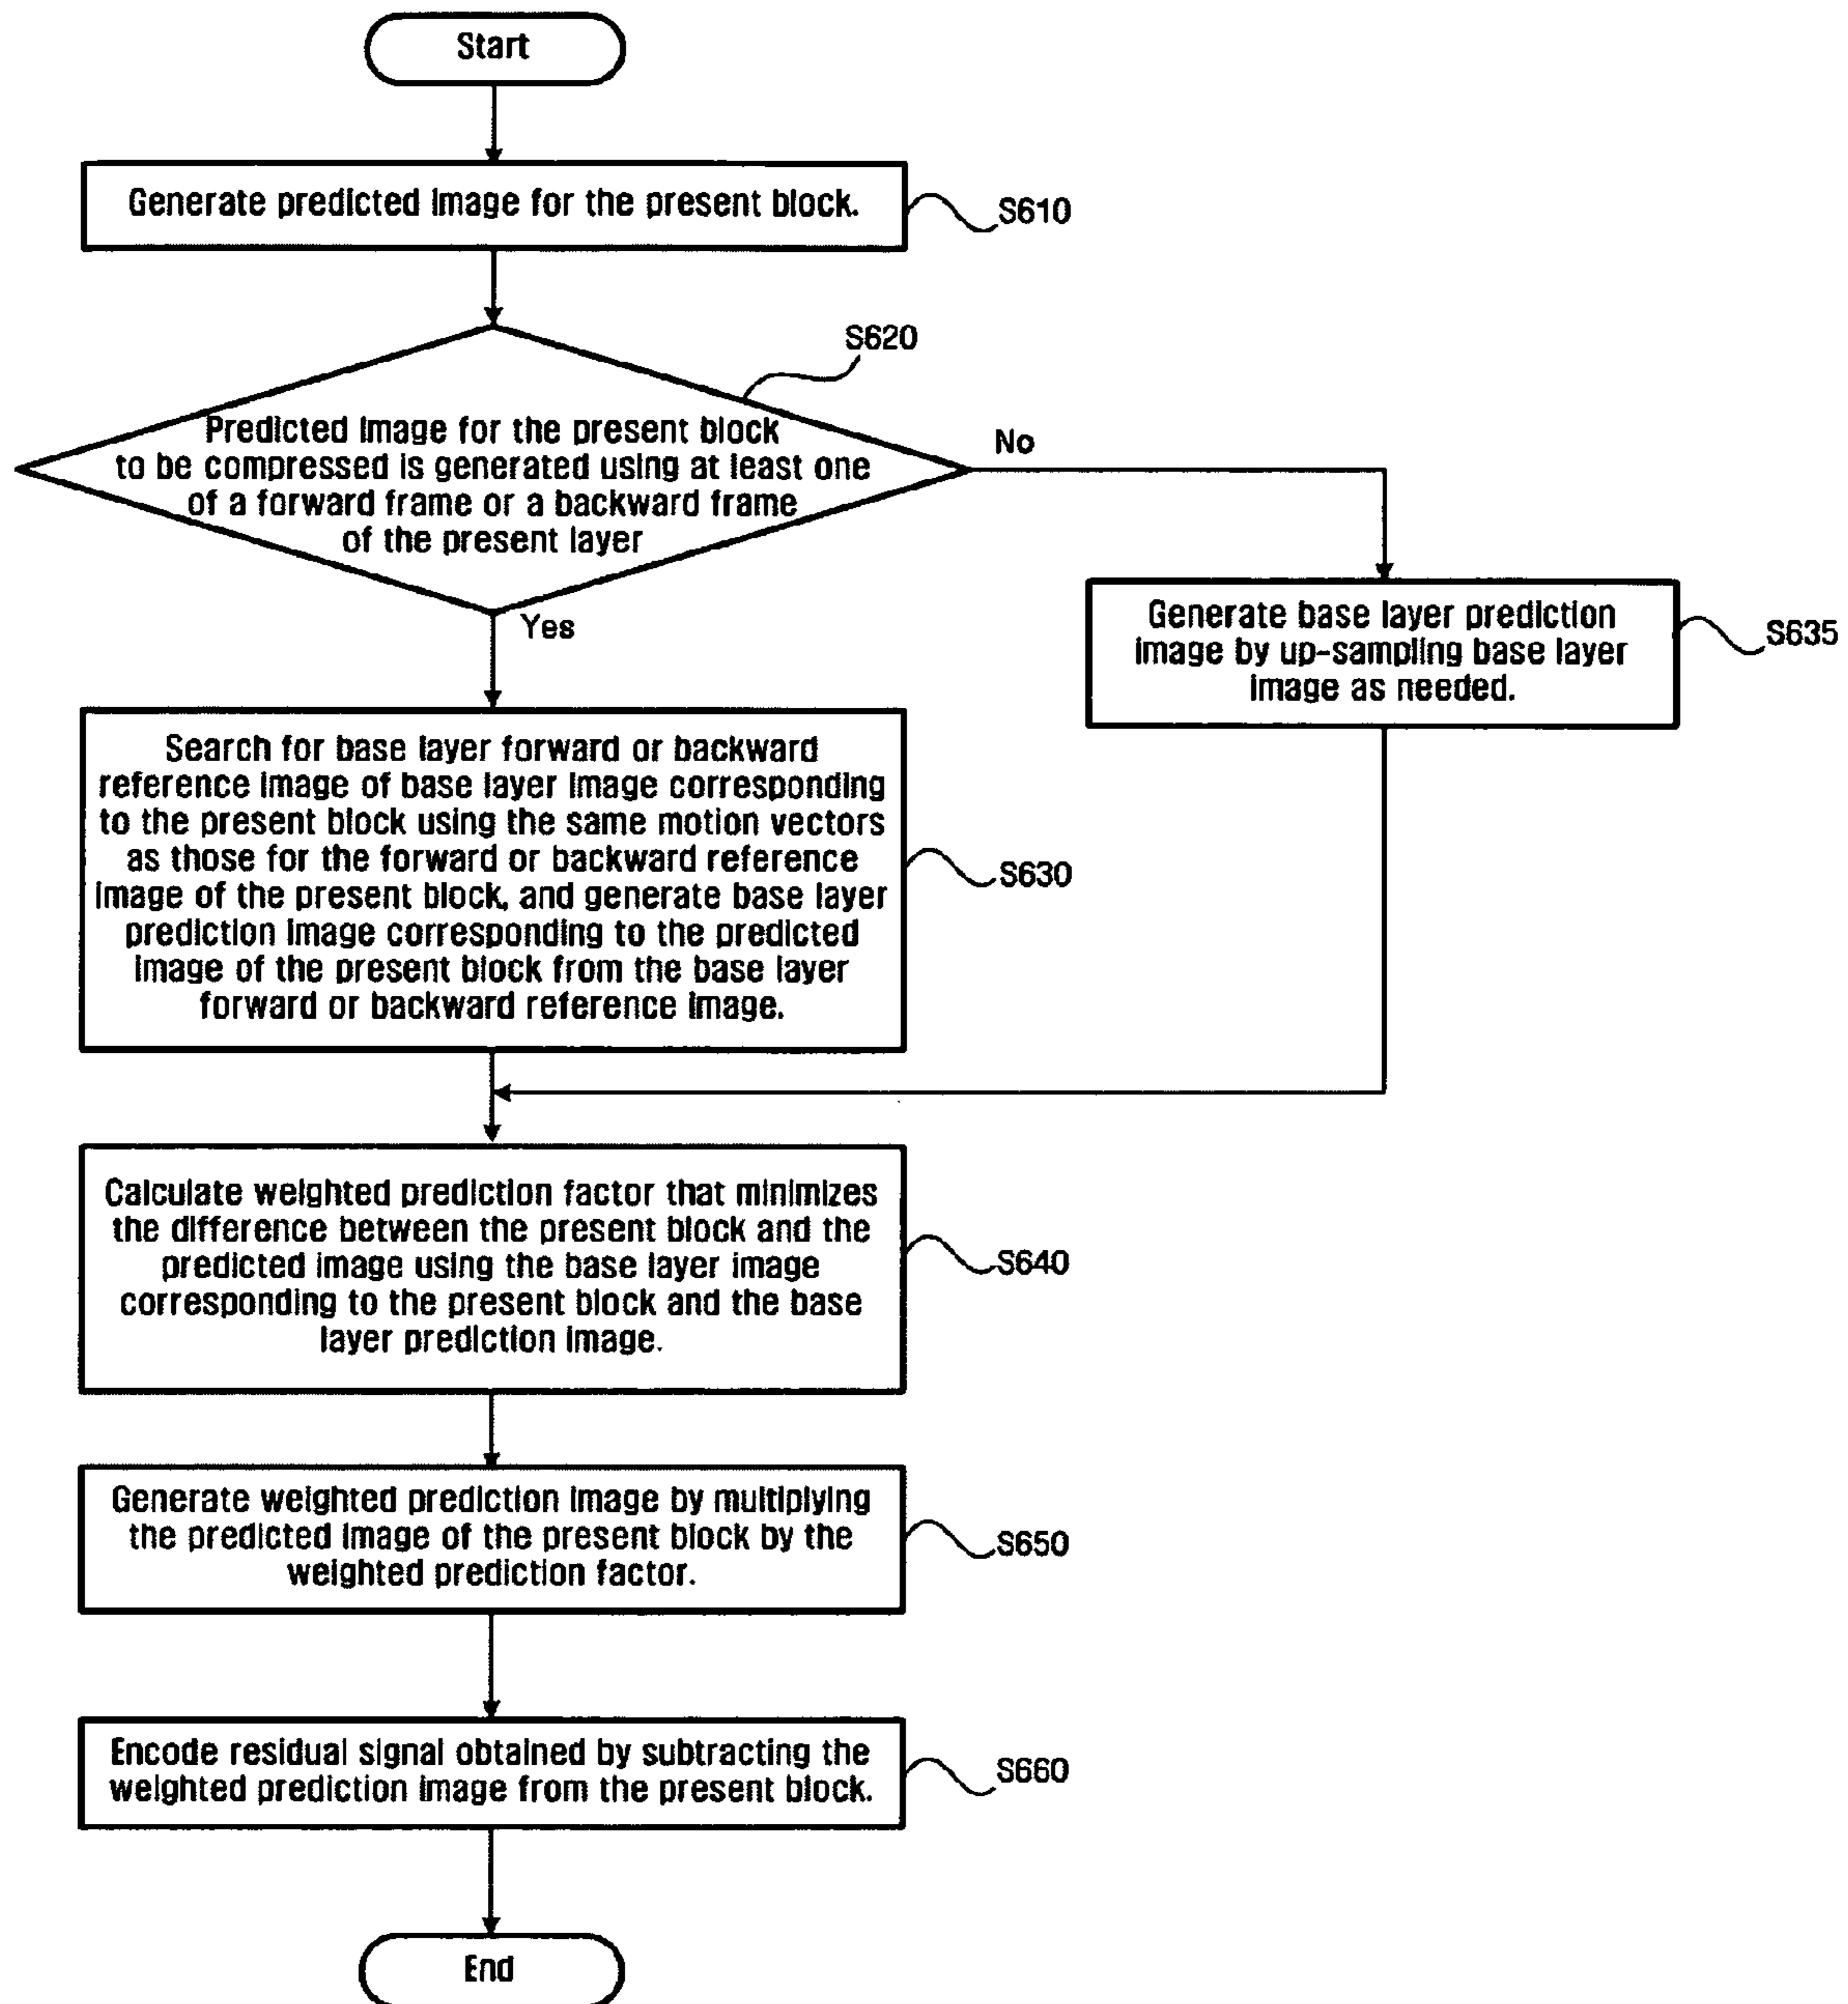 Start
Generate predicted image for the present block.
S610
S620
Predicted image for the present block
to be compressed is generated using at least one
of a forward frame or a backward frame
of the present layer
No
Yes
Generate base layer prediction
image by up-sampling base layer
image as needed.
S635
Search for base layer forward or backward
reference image of base layer image corresponding
to the present block using the same motion vectors
as those for the forward or backward reference
image of the present block, and generate base layer
prediction image corresponding to the predicted
image of the present block from the base layer
forward or backward reference image.
S630
Calculate weighted prediction factor that minimizes
the difference between the present block and the
predicted image using the base layer image
corresponding to the present block and the base
layer prediction image.
S640
Generate weighted prediction image by multiplying
the predicted image of the present block by the
weighted prediction factor.
S650
Encode residual signal obtained by subtracting the
weighted prediction image from the present block.
S660
End